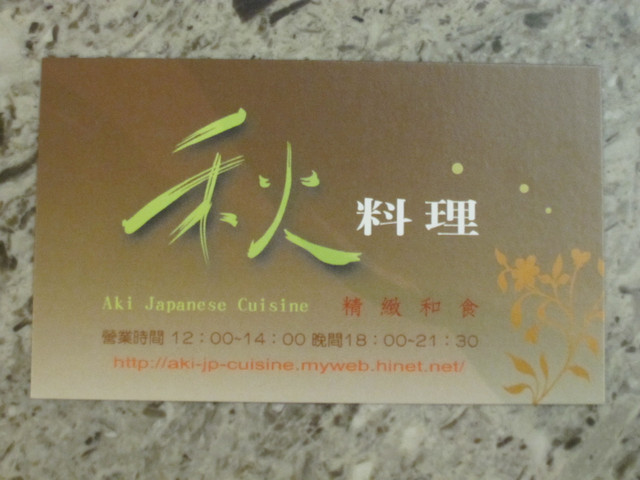 秋料理
Aki Japanese Cuisine 精緻和食
營業時間 12：00~14：00 晚間18：00~21：30
http://aki-jp-cuisine.myweb.hinet.net/